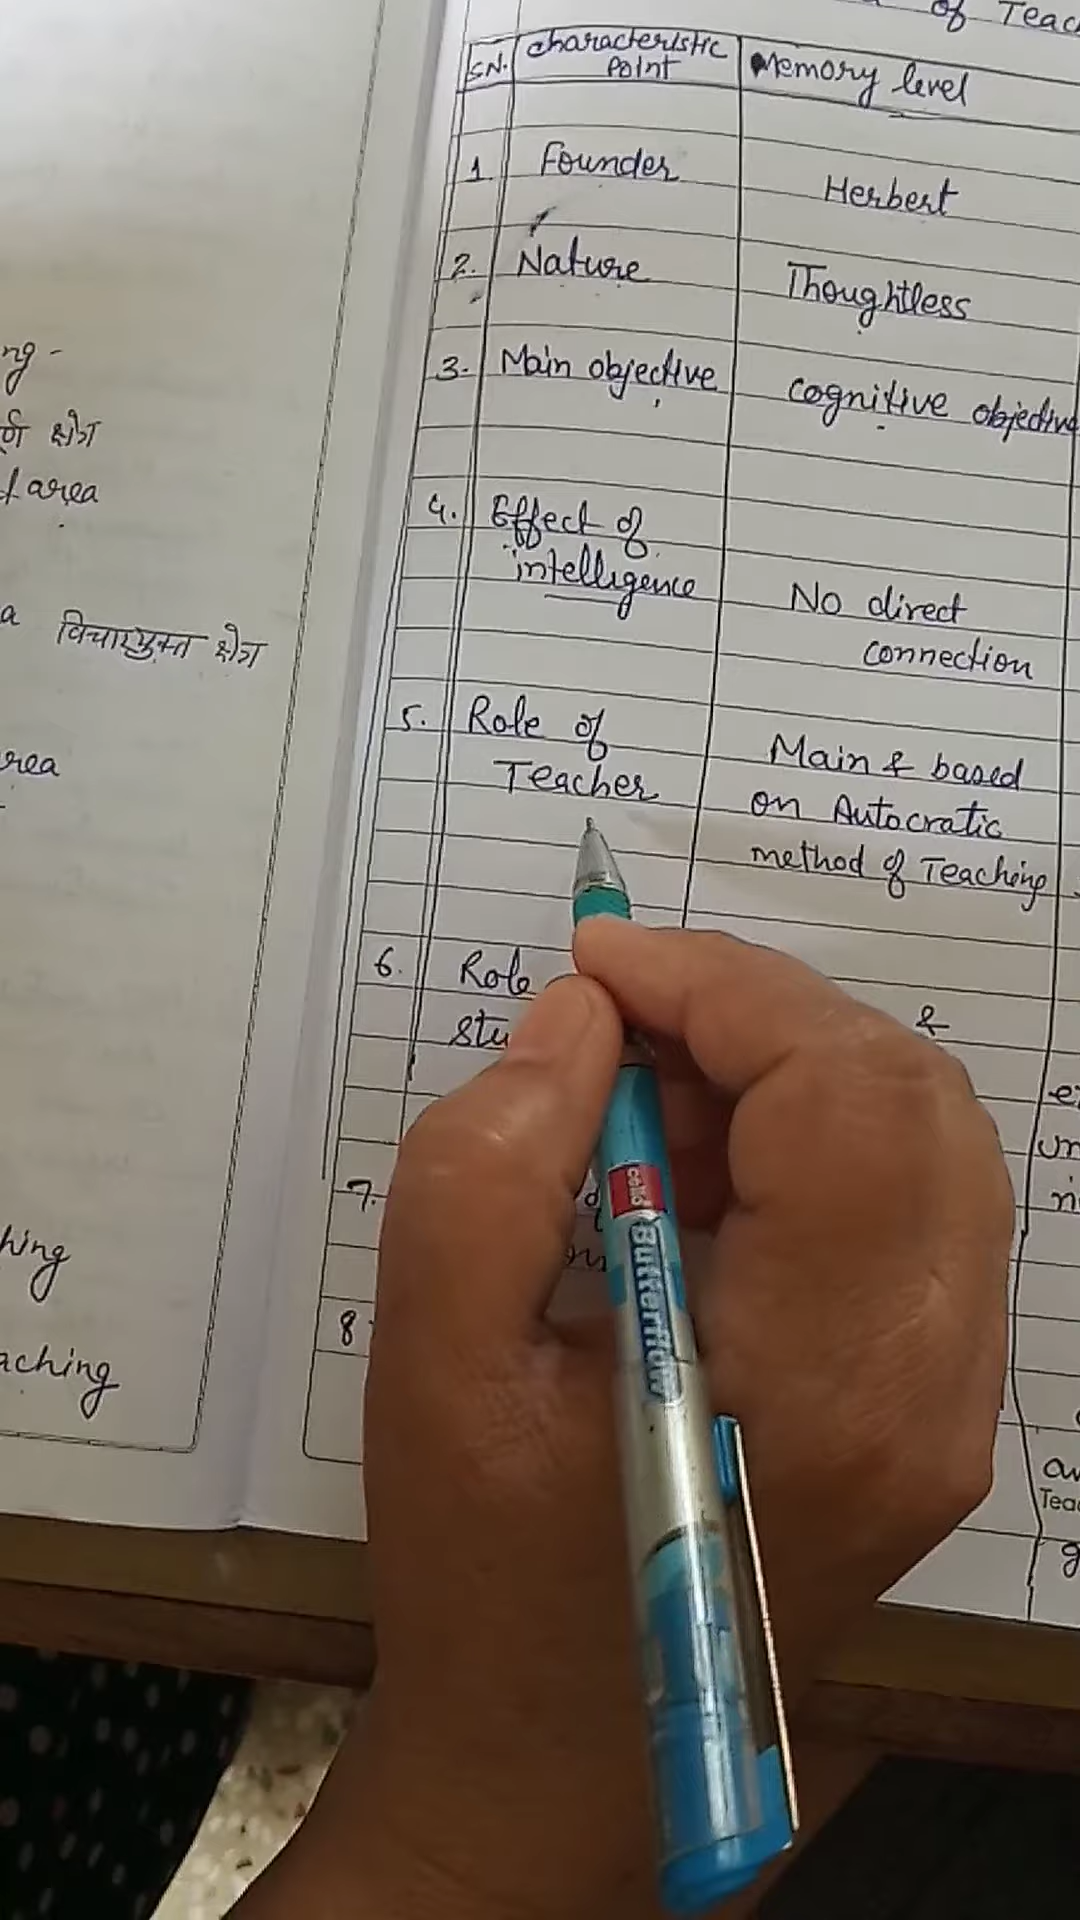 of
ng -
र्ण क्षेत्र
area
विचारयुक्त क्षेत्र
rea
hing
aching
S.N. Characteristic Point Memory level
1 Founder Herbert
2. Nature Thoughtless
3. Main objective Cognitive objective
4. Effect of intelligence No direct connection
5. Role of Teacher Main & based on Autocratic method of Teaching
6. Role
stu
&
7.
8
cello
Butterflow